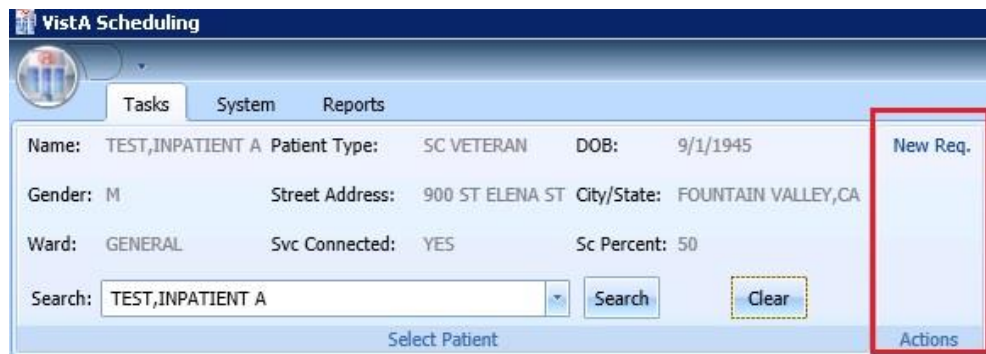 VistA Scheduling
Tasks System Reports
Name: TEST,INPATIENT A Patient Type: SC VETERAN DOB: 9/1/1945 New Req.
Gender: M Street Address: 900 ST ELENA ST City/State: FOUNTAIN VALLEY,CA
Ward: GENERAL Svc Connected: YES Sc Percent: 50
Search: TEST,INPATIENT A Search Clear
Select Patient Actions